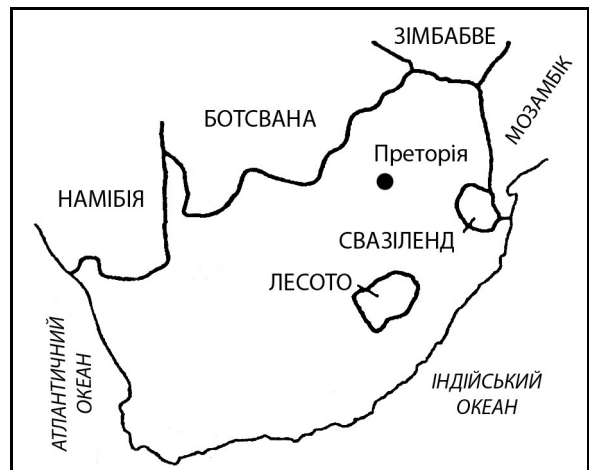 ЗІМБАБВЕ
МОЗАМБІК
БОТСВАНА
Преторія
НАМІБІЯ
СВАЗІЛЕНД
ЛЕСОТО
АТЛАНТИЧНИЙ
ОКЕАН
ІНДІЙСЬКИЙ
ОКЕАН